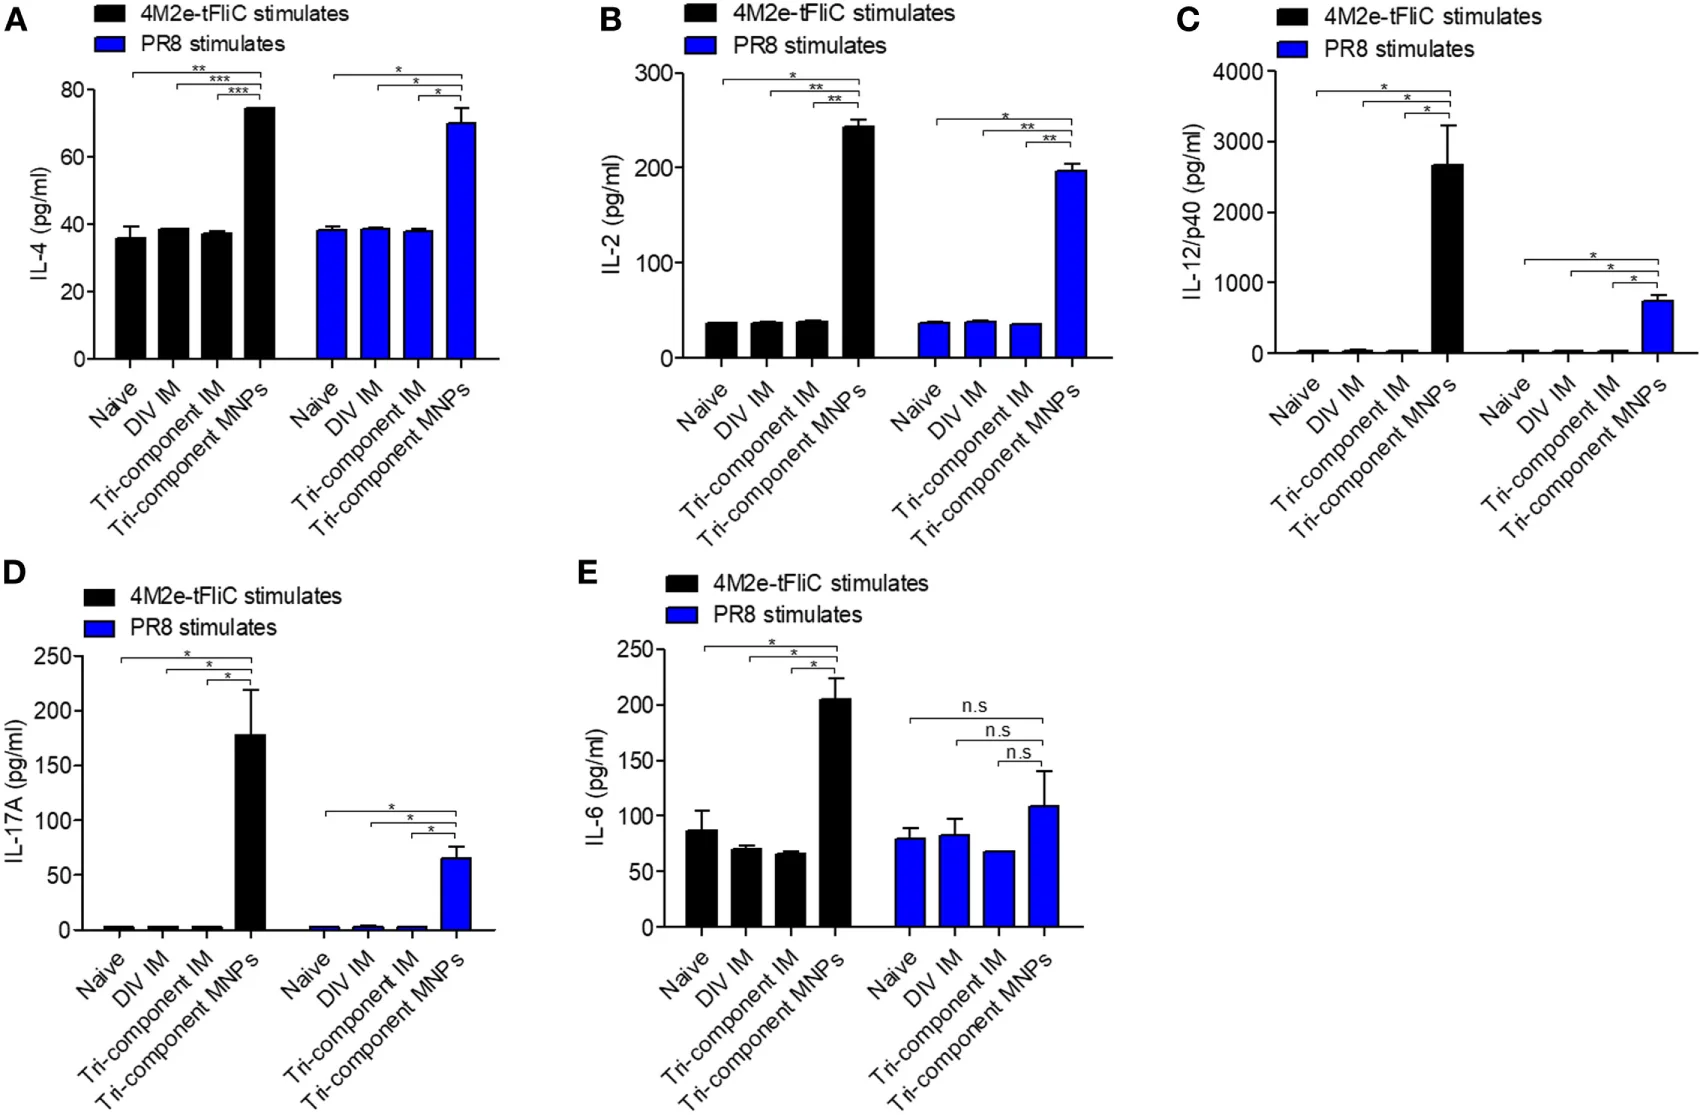 A
4M2e-tFliC stimulates
PR8 stimulates
IL-4 (pg/ml)
80
60
40
20
0
**
***
***
*
*
*
Naive
DIV IM
Tri-component IM
Tri-component MNPs
Naive
DIV IM
Tri-component IM
Tri-component MNPs
B
4M2e-tFliC stimulates
PR8 stimulates
IL-2 (pg/ml)
300
200
100
0
*
**
**
*
**
**
Naive
DIV IM
Tri-component IM
Tri-component MNPs
Naive
DIV IM
Tri-component IM
Tri-component MNPs
C
4M2e-tFliC stimulates
PR8 stimulates
IL-12/p40 (pg/ml)
4000
3000
2000
1000
0
*
*
*
*
*
*
Naive
DIV IM
Tri-component IM
Tri-component MNPs
Naive
DIV IM
Tri-component IM
Tri-component MNPs
D
4M2e-tFliC stimulates
PR8 stimulates
IL-17A (pg/ml)
250
200
150
100
50
0
*
*
*
*
*
*
Naive
DIV IM
Tri-component IM
Tri-component MNPs
Naive
DIV IM
Tri-component IM
Tri-component MNPs
E
4M2e-tFliC stimulates
PR8 stimulates
IL-6 (pg/ml)
250
200
150
100
50
0
*
*
*
n.s
n.s
n.s
Naive
DIV IM
Tri-component IM
Tri-component MNPs
Naive
DIV IM
Tri-component IM
Tri-component MNPs